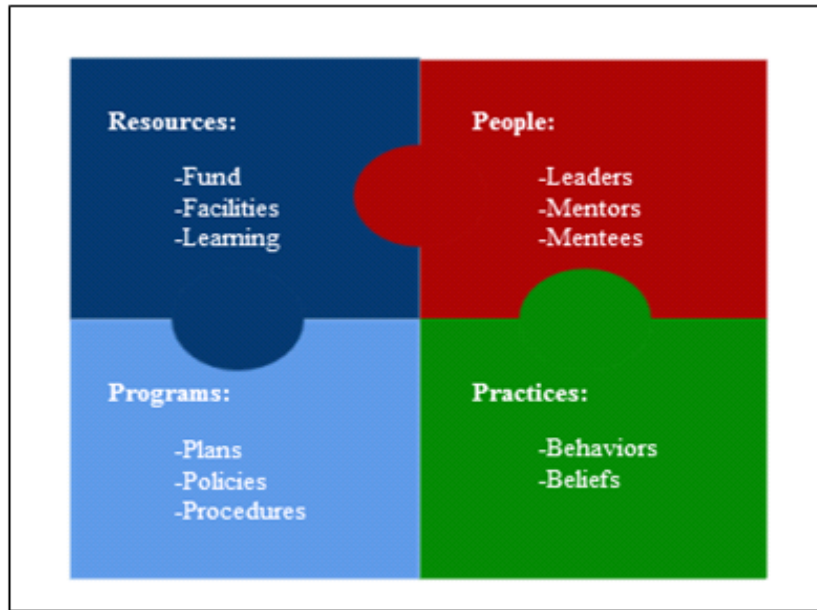 Resources:
-Fund
-Facilities
-Learning
People:
-Leaders
-Mentors
-Mentees
Programs:
-Plans
-Policies
-Procedures
Practices:
-Behaviors
-Beliefs